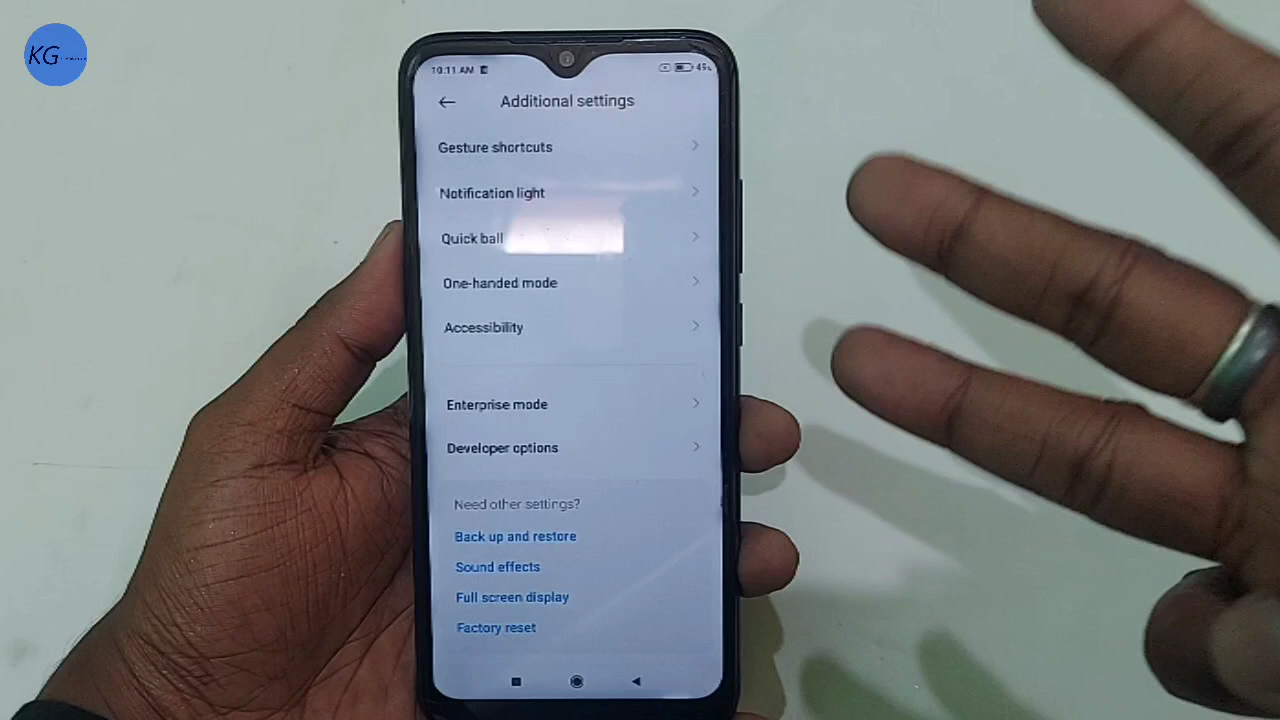 KG
10:11 AM
49%
Additional settings
Gesture shortcuts
Notification light
Quick ball
One-handed mode
Accessibility
Enterprise mode
Developer options
Need other settings?
Back up and restore
Sound effects
Full screen display
Factory reset